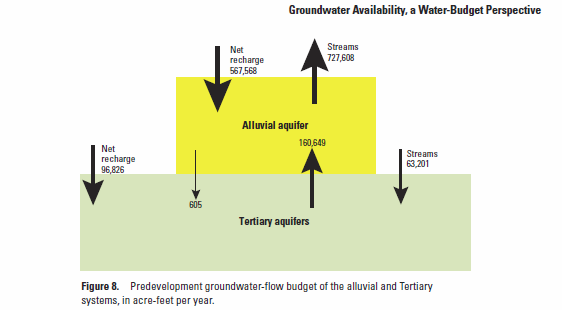 Groundwater Availability, a Water-Budget Perspective
Net
recharge
567,568
Streams
727,608
Alluvial aquifer
160,649
Net
recharge
96,826
Streams
63,201
605
Tertiary aquifers
Figure 8. Predevelopment groundwater-flow budget of the alluvial and Tertiary
systems, in acre-feet per year.